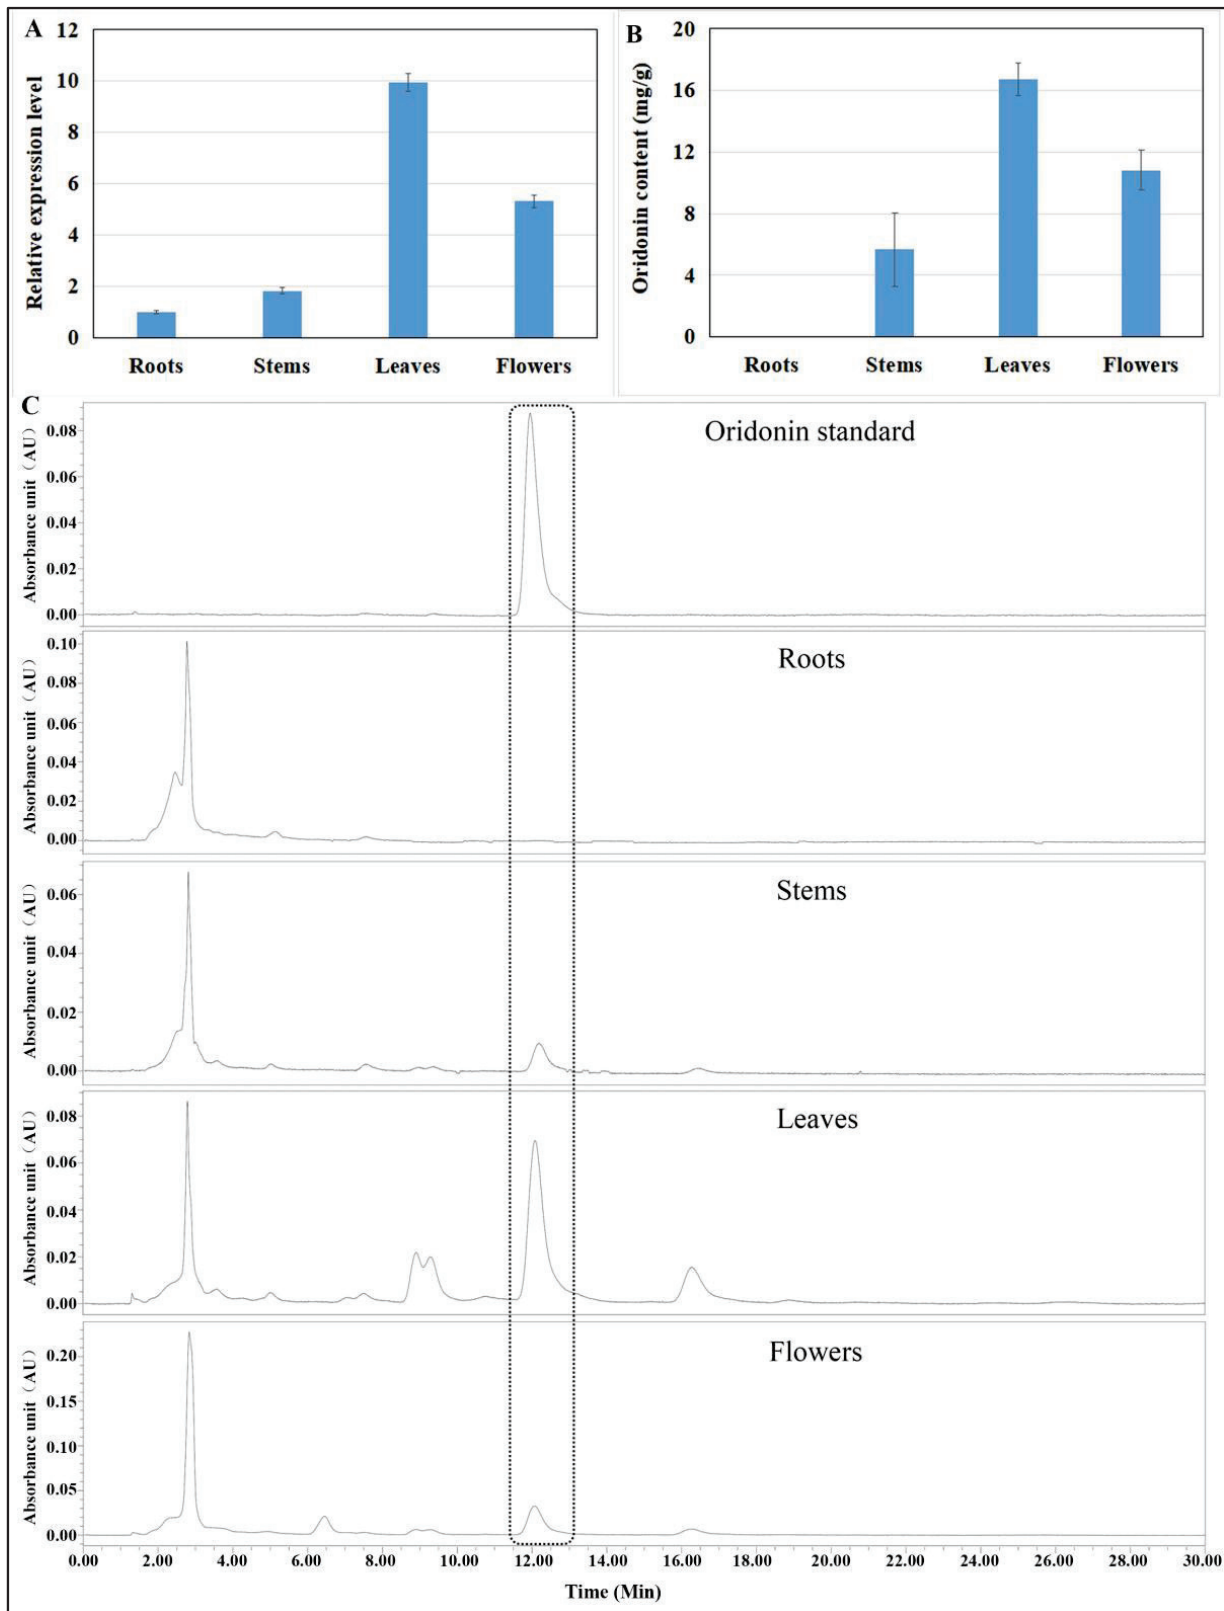 A
Relative expression level
12
10
8
6
4
2
0
Roots Stems Leaves Flowers
B
Oridonin content (mg/g)
20
16
12
8
4
0
Roots Stems Leaves Flowers
C
Absorbance unit（AU）
0.08
0.06
0.04
0.02
0.00
Oridonin standard
Absorbance unit（AU）
0.10
0.08
0.06
0.04
0.02
0.00
Roots
Absorbance unit（AU）
0.06
0.04
0.02
0.00
Stems
Absorbance unit（AU）
0.08
0.06
0.04
0.02
0.00
Leaves
Absorbance unit（AU）
0.20
0.15
0.10
0.05
0.00
Flowers
0.00 2.00 4.00 6.00 8.00 10.00 12.00 14.00 16.00 18.00 20.00 22.00 24.00 26.00 28.00 30.00
Time (Min)